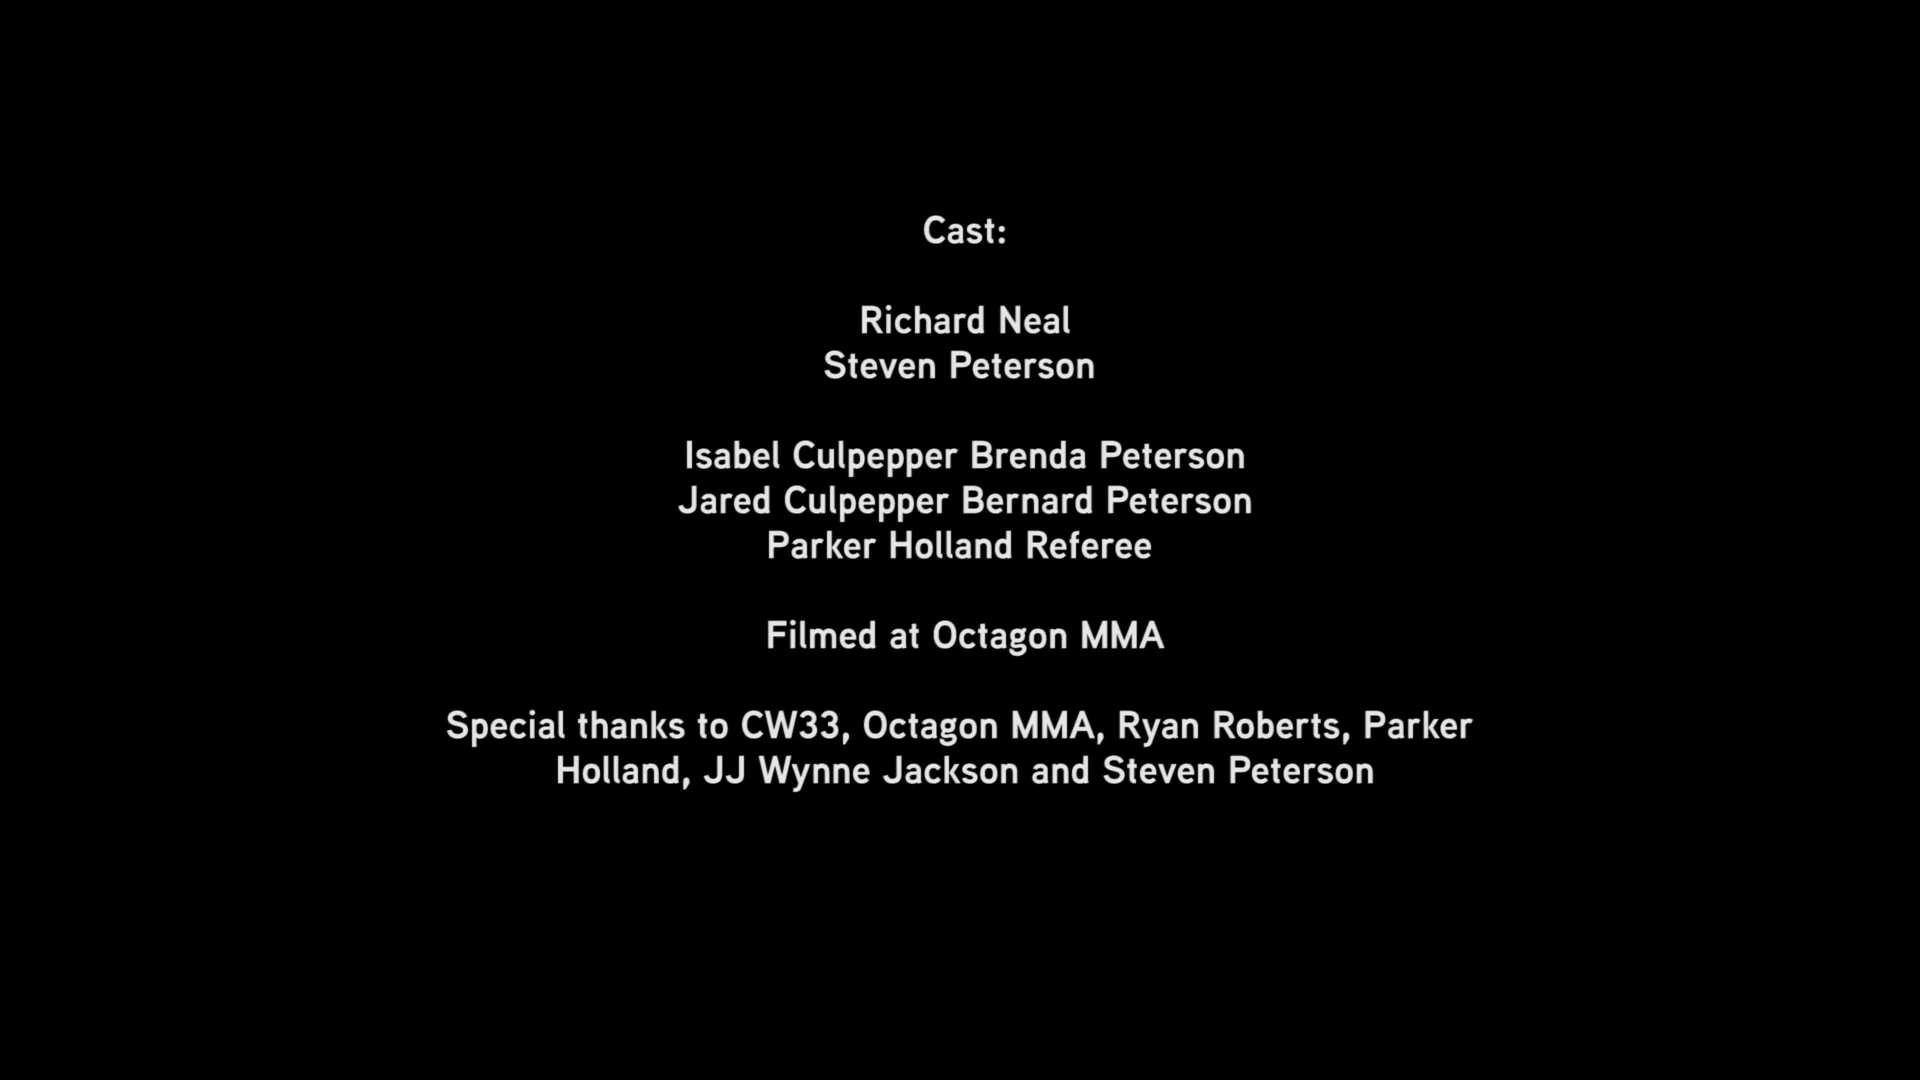 Cast:
Richard Neal
Steven Peterson
Isabel Culpepper Brenda Peterson
Jared Culpepper Bernard Peterson
Parker Holland Referee
Filmed at Octagon MMA
Special thanks to CW33, Octagon MMA, Ryan Roberts, Parker
Holland, JJ Wynne Jackson and Steven Peterson